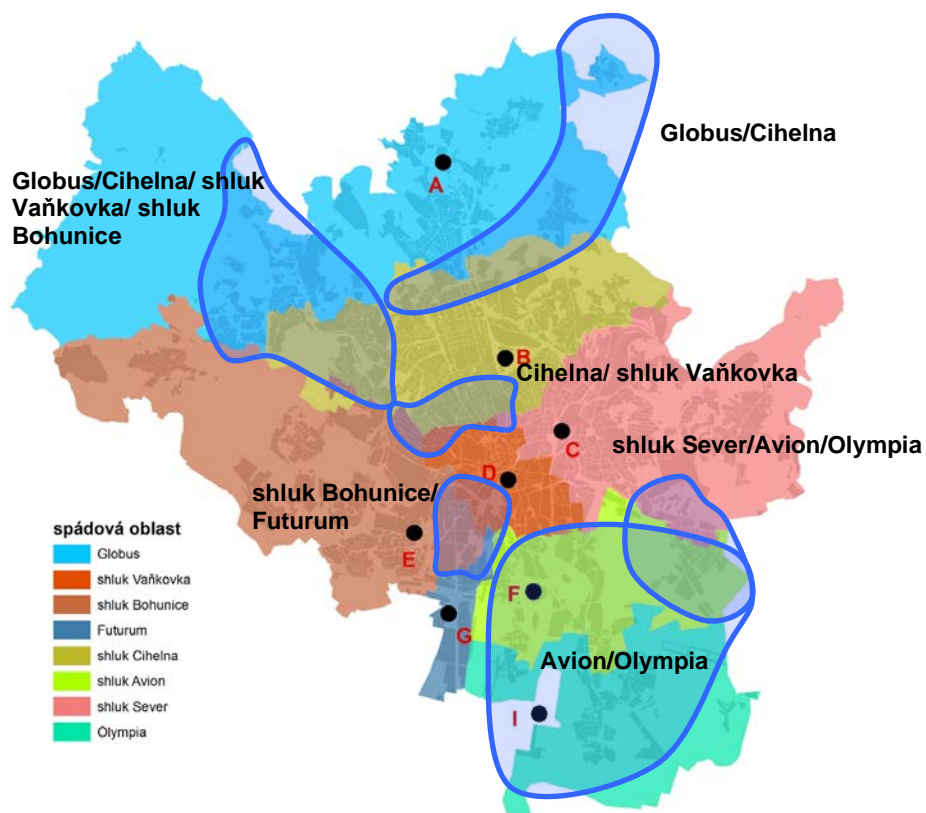 Globus/Cihelna
Globus/Cihelna/ shluk
Vaňkovka/ shluk
Bohunice
A
B
Cihelna/ shluk Vaňkovka
C
shluk Sever/Avion/Olympia
D
shluk Bohunice/
Futurum
E
F
G
Avion/Olympia
I
spádová oblast
Globus
shluk Vaňkovka
shluk Bohunice
Futurum
shluk Cihelna
shluk Avion
shluk Sever
Olympia